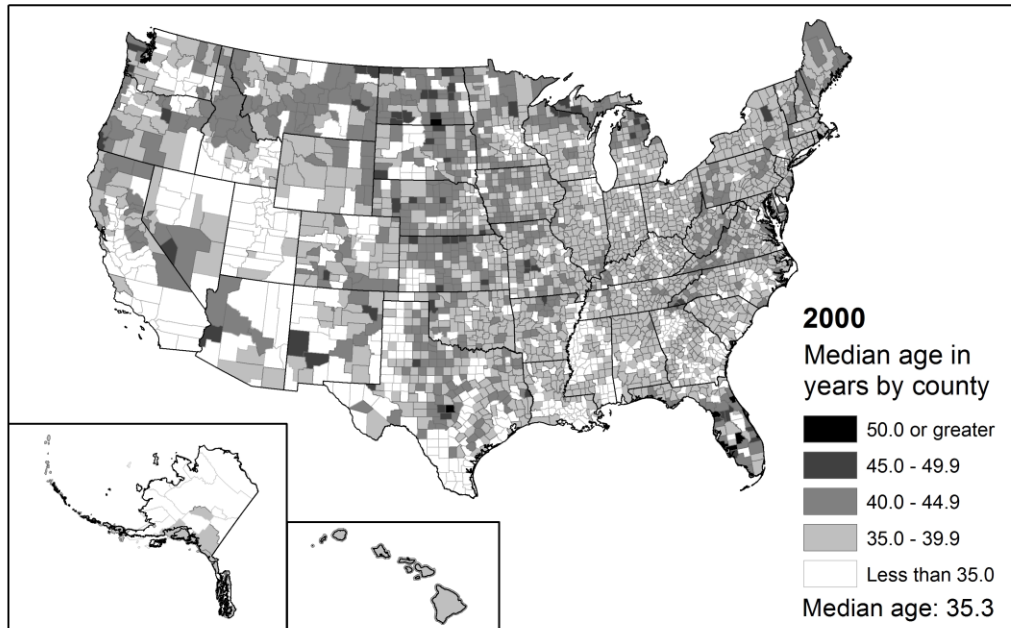 2000
Median age in
years by county
50.0 or greater
45.0 - 49.9
40.0 - 44.9
35.0 - 39.9
Less than 35.0
Median age: 35.3